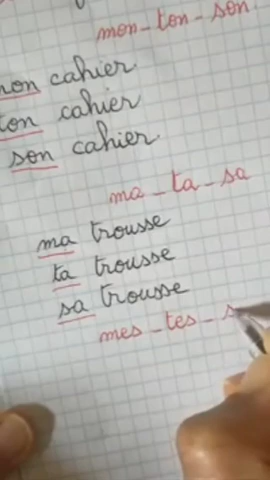 mon - ton - son
mon cahier
ton cahier
son cahier
ma - ta - sa
ma trousse
ta trousse
sa trousse
mes - tes - s